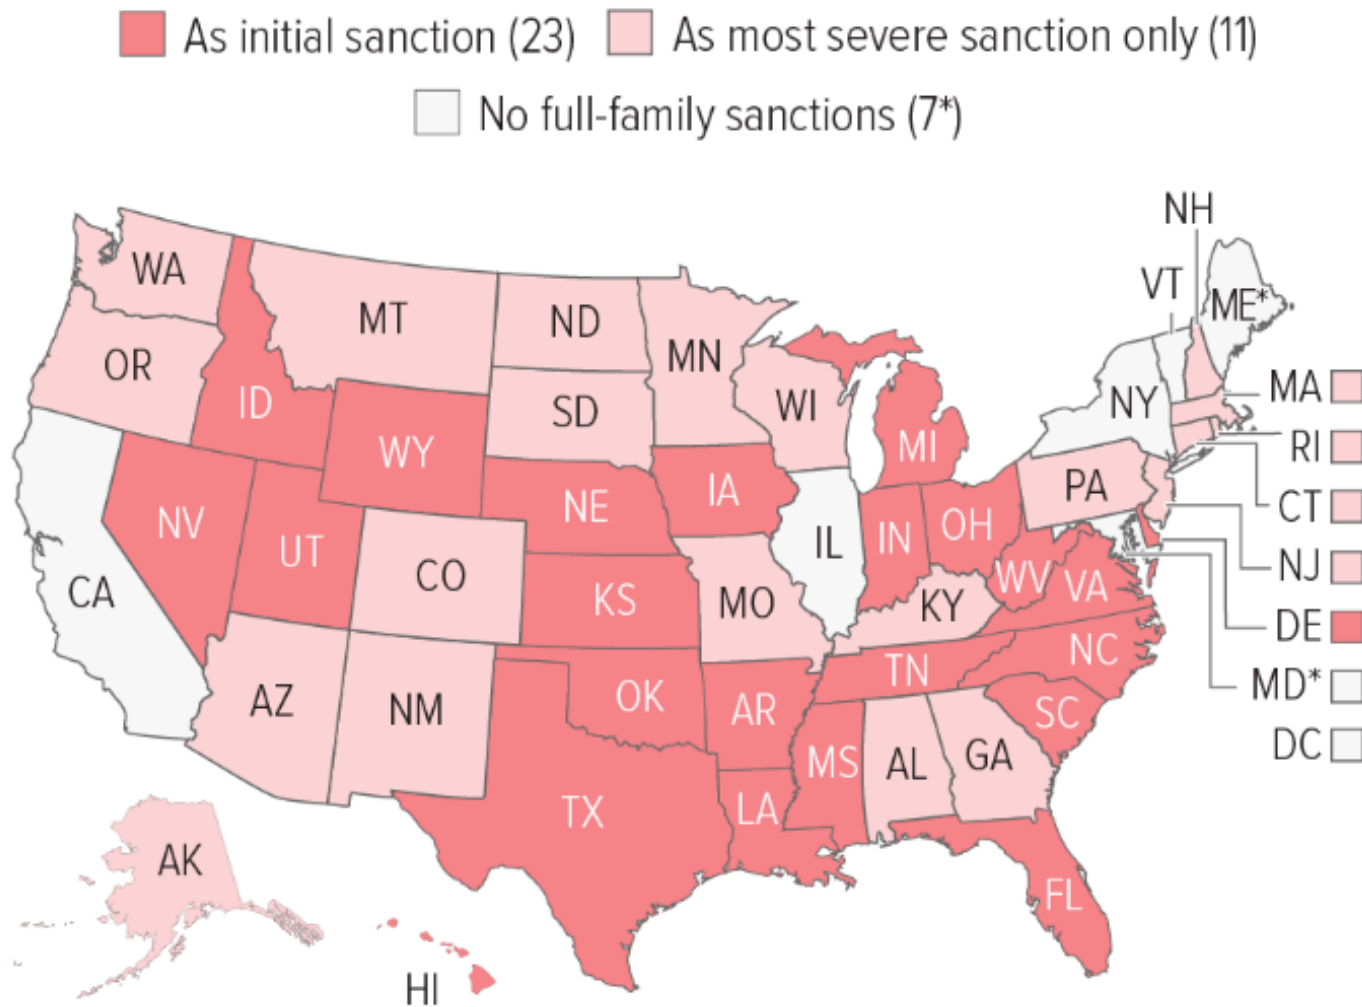 As initial sanction (23) As most severe sanction only (11)
No full-family sanctions (7*)
NH
WA
VT
ME*
MT
ND
MN
OR
MA
ID
SD
WI
NY
WY
MI
RI
PA
NE
IA
CT
NV
UT
IL
IN
OH
CO
NJ
WV
CA
KS
MO
KY
VA
DE
TN
NC
MD*
AZ
NM
OK
AR
SC
DC
MS
AL
GA
TX
LA
AK
FL
HI